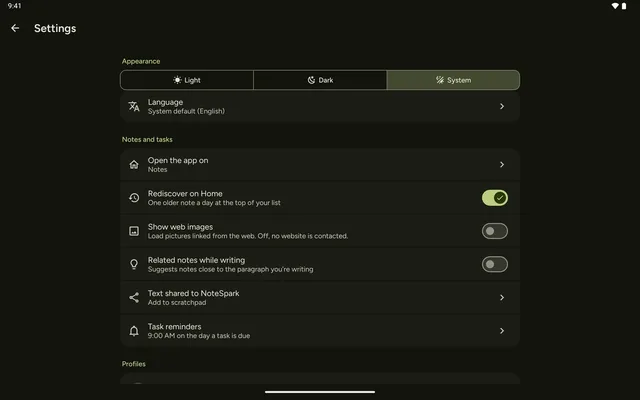 9:41
Settings
Appearance
Light
Dark
System
Language
System default (English)
Notes and tasks
Open the app on
Notes
Rediscover on Home
One older note a day at the top of your list
Show web images
Load pictures linked from the web. Off, no website is contacted.
Related notes while writing
Suggests notes close to the paragraph you're writing
Text shared to NoteSpark
Add to scratchpad
Task reminders
9:00 AM on the day a task is due
Profiles